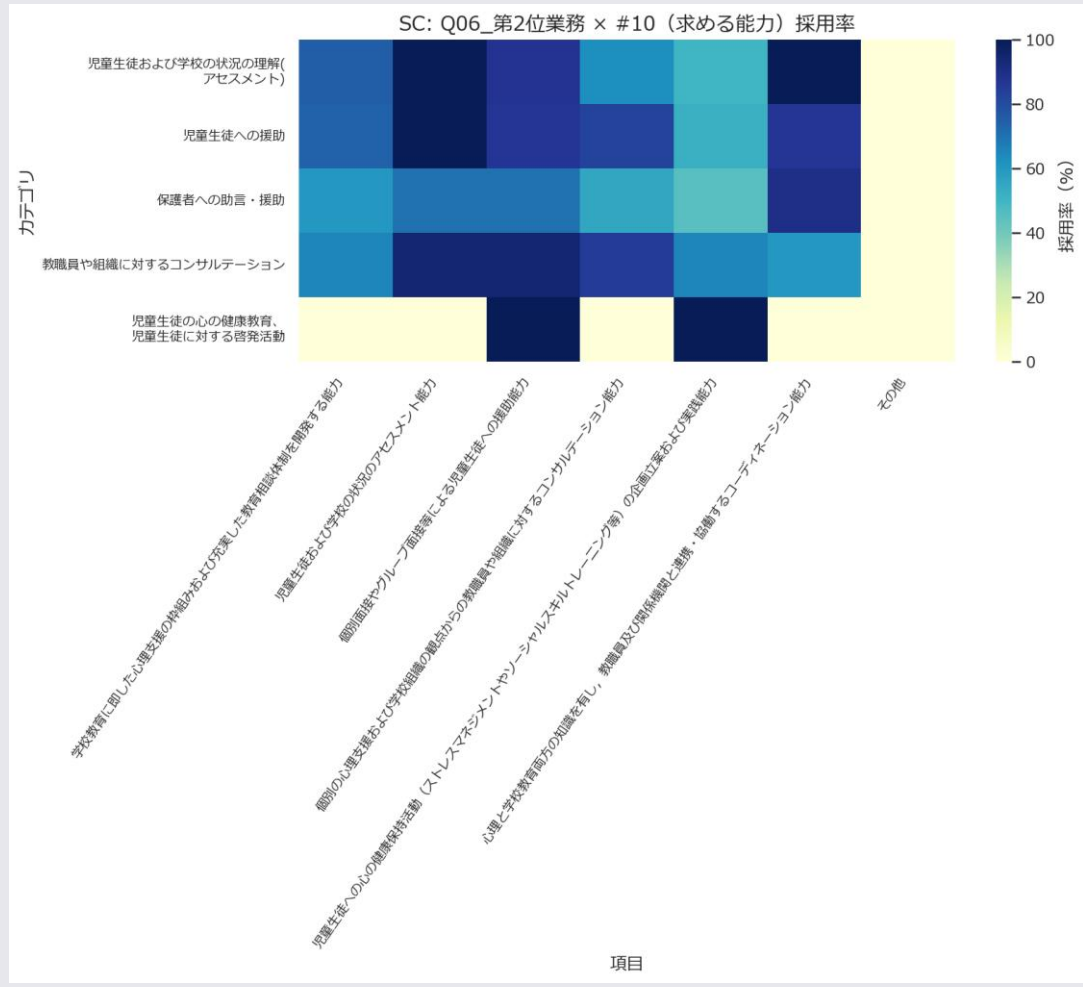 SC: Q06_第2位業務 × #10（求める能力）採用率
カテゴリ
児童生徒および学校の状況の理解(
アセスメント)
児童生徒への援助
保護者への助言・援助
教職員や組織に対するコンサルテーション
児童生徒の心の健康教育、
児童生徒に対する啓発活動
学校教育に即した心理支援の枠組みおよび充実した教育相談体制を開発する能力
児童生徒および学校の状況のアセスメント能力
個別面接やグループ面接等による児童生徒への援助能力
個別の心理支援および学校組織の観点からの教職員や組織に対するコンサルテーション能力
児童生徒への心の健康保持活動（ストレスマネジメントやソーシャルスキルトレーニング等）の企画立案および実践能力
心理と学校教育両方の知識を有し，教職員及び関係機関と連携・協働するコーディネーション能力
その他
項目
100
80
60
40
20
0
採用率（%）